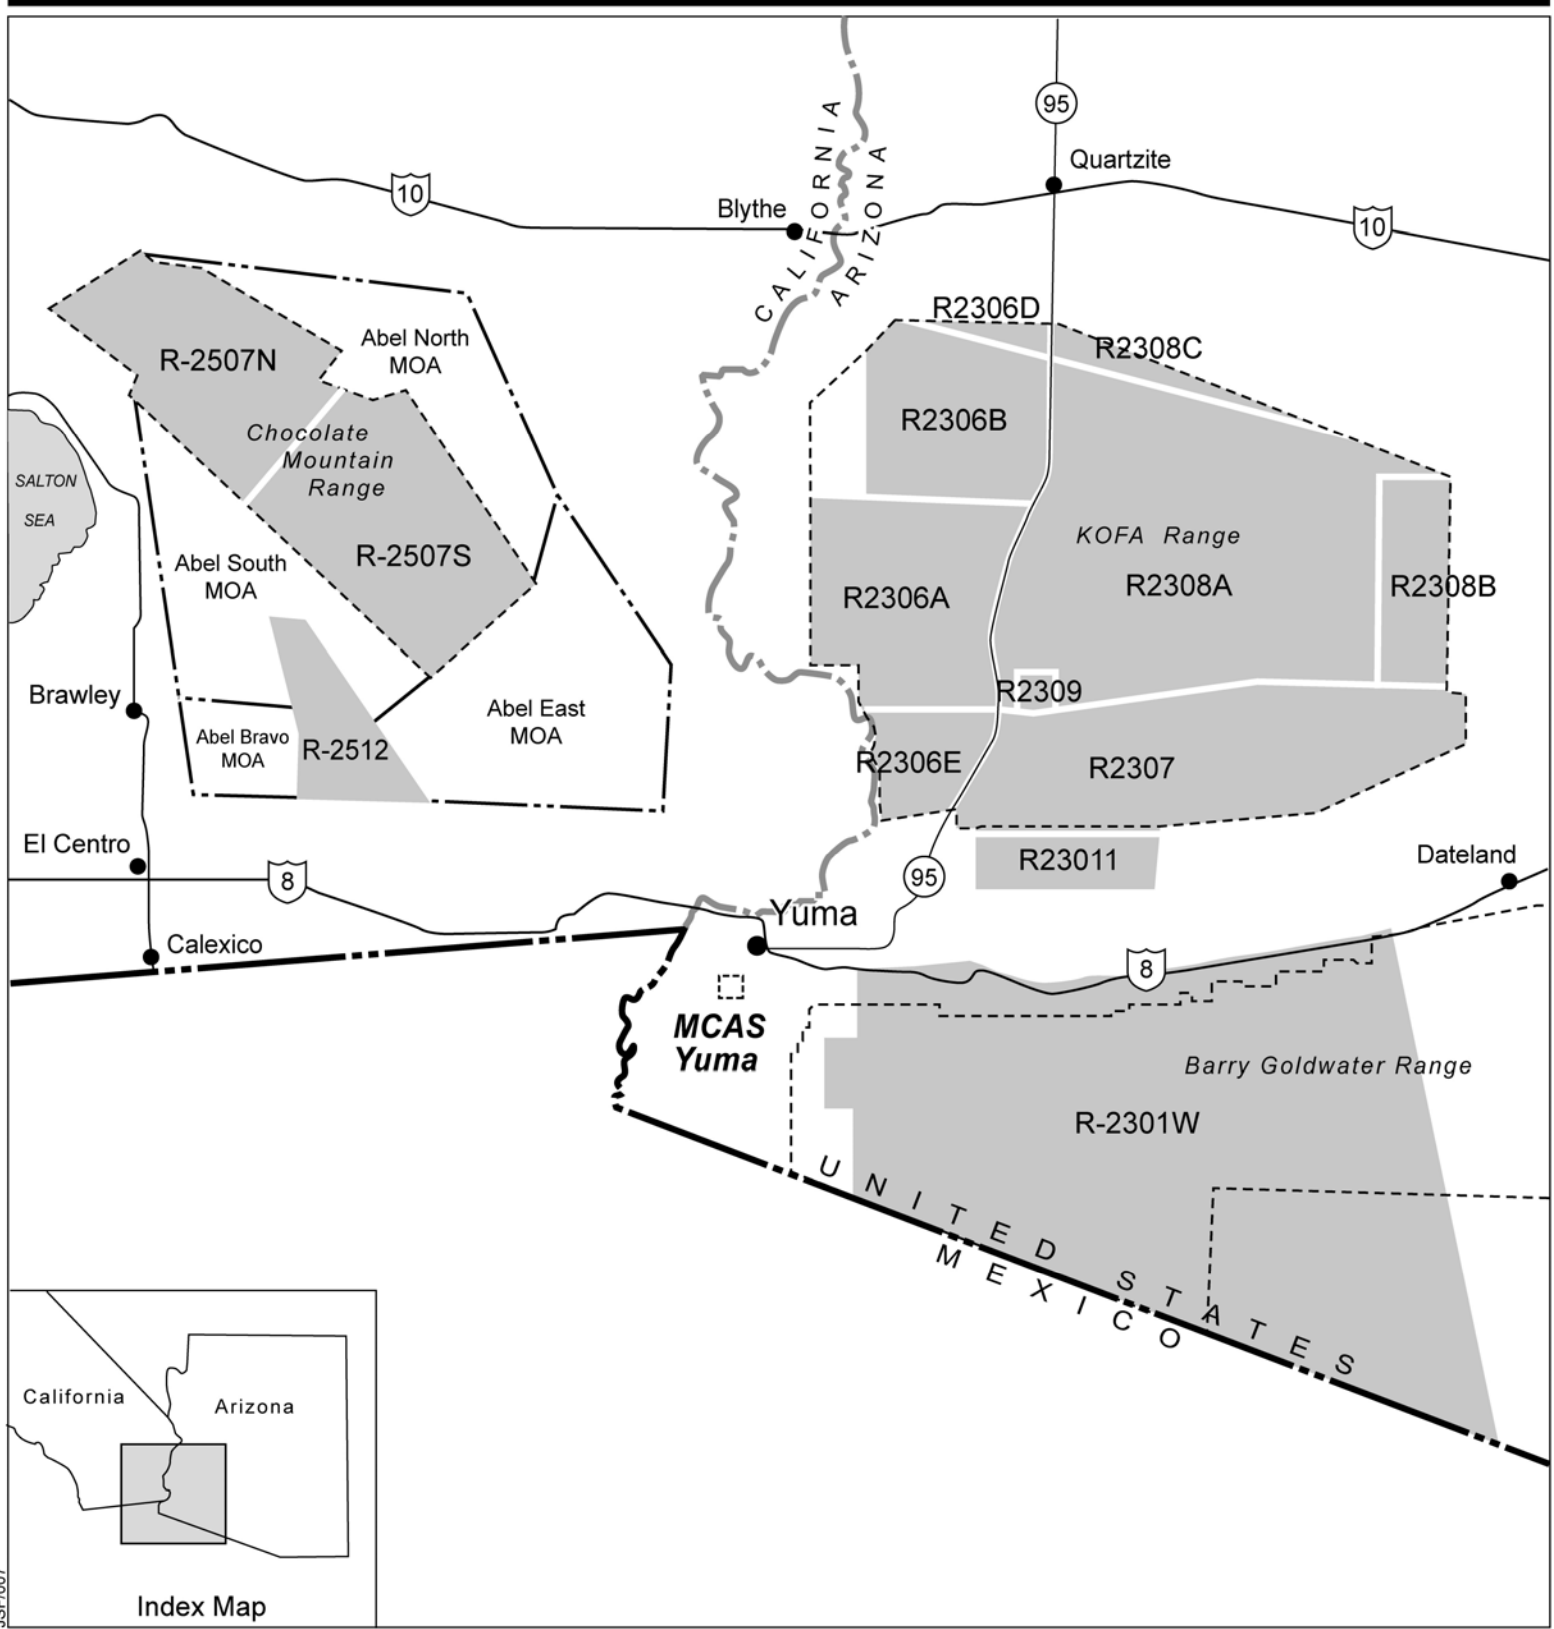 95
Quartzite
10
Blythe
CALIFORNIA
ARIZONA
10
R2306D
R2308C
Abel North
MOA
R-2507N
R2306B
Chocolate
Mountain
Range
SALTON
SEA
KOFA Range
R-2507S
Abel South
MOA
R2306A
R2308A
R2308B
R2309
Brawley
Abel East
MOA
Abel Bravo
MOA
R-2512
R2306E
R2307
El Centro
8
R23011
95
Dateland
Yuma
Calexico
8
MCAS
Yuma
Barry Goldwater Range
R-2301W
UNITED STATES
MEXICO
California
Arizona
Index Map